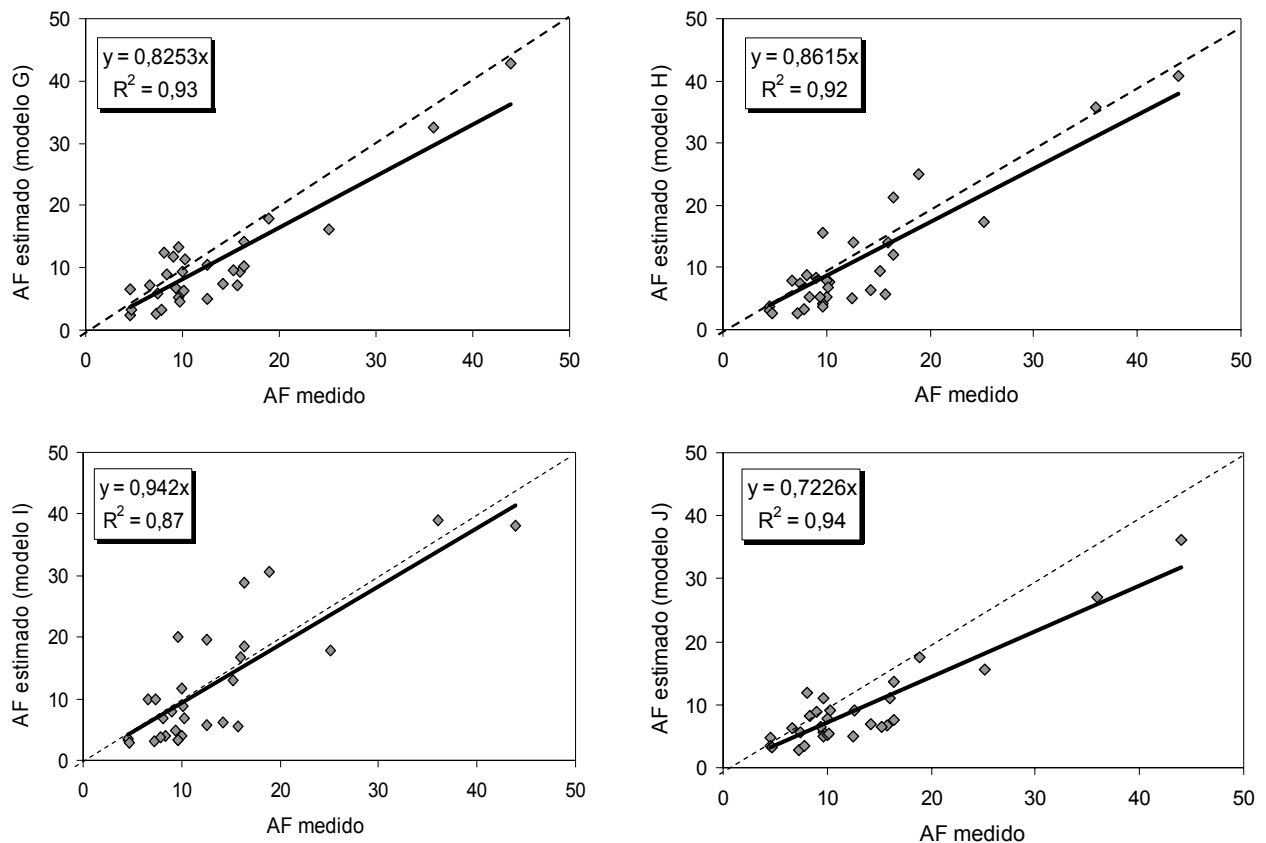 50
40
30
20
10
0
AF estimado (modelo G)
y = 0,8253x
R² = 0,93
0 10 20 30 40 50
AF medido
50
40
30
20
10
0
AF estimado (modelo H)
y = 0,8615x
R² = 0,92
0 10 20 30 40 50
AF medido
50
40
30
20
10
0
AF estimado (modelo I)
y = 0,942x
R² = 0,87
0 10 20 30 40 50
AF medido
50
40
30
20
10
0
AF estimado (modelo J)
y = 0,7226x
R² = 0,94
0 10 20 30 40 50
AF medido